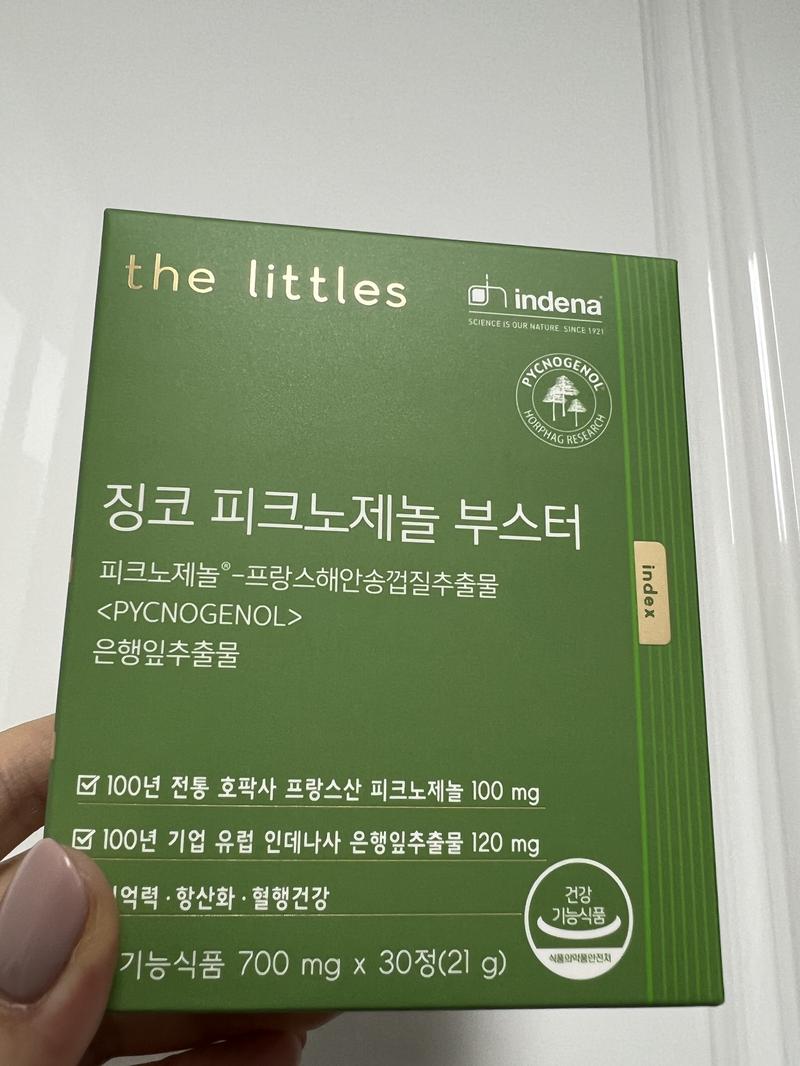 the littles
indena
SCIENCE IS OUR NATURE. SINCE 1921
PYCNOGENOL®
HORPHAG RESEARCH
징코 피크노제놀 부스터
피크노제놀®-프랑스해안송껍질추출물
<PYCNOGENOL>
은행잎추출물
index
100년 전통 호팍사 프랑스산 피크노제놀 100 mg
100년 기업 유럽 인데나사 은행잎추출물 120 mg
억력·항산화·혈행건강
건강
기능식품
식품의약품안전처
기능식품 700 mg x 30정(21 g)